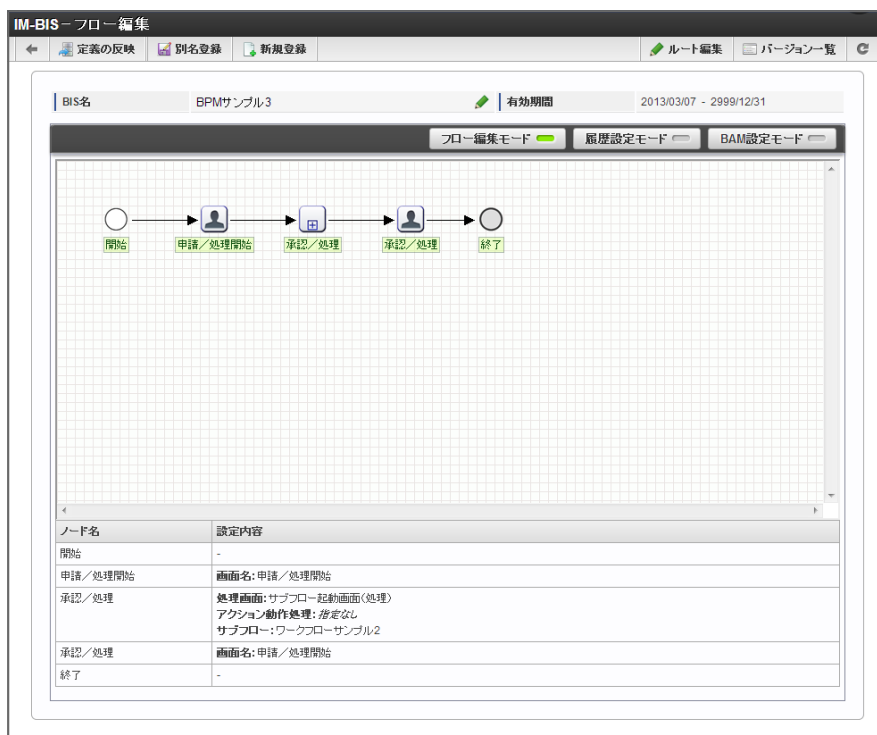 IM-BIS－フロー編集
定義の反映 別名登録 新規登録 ルート編集 バージョン一覧
BIS名 BPMサンプル3 有効期間 2013/03/07 - 2999/12/31
フロー編集モード 履歴設定モード BAM設定モード
開始 申請／処理開始 承認／処理 承認／処理 終了
ノード名 設定内容
開始 -
申請／処理開始 画面名：申請／処理開始
承認／処理 処理画面：サブフロー起動画面(処理)
アクション動作処理：指定なし
サブフロー：ワークフローサンプル2
承認／処理 画面名：申請／処理開始
終了 -